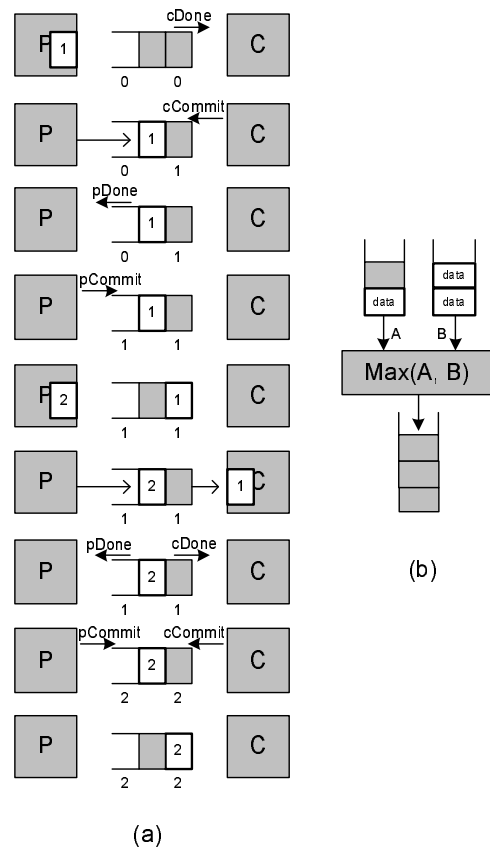 cDone
P 1 C
0 0
cCommit
P 1 C
0 1
pDone
P 1 C
0 1
pCommit
P 1 C
1 1
P 2 1 C
1 1
P 2 1 C
1 1
pDone cDone
P 2 C
1 1
pCommit cCommit
P 2 C
2 2
P 2 C
2 2
(a)
data
data data
A B
Max(A, B)
(b)